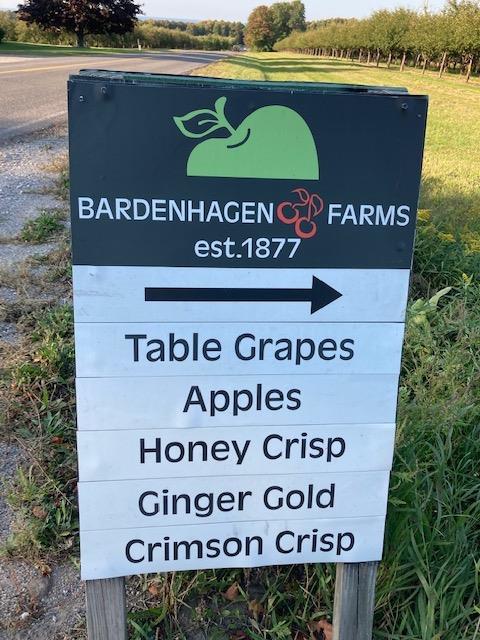 BARDENHAGEN FARMS
est.1877
Table Grapes
Apples
Honey Crisp
Ginger Gold
Crimson Crisp